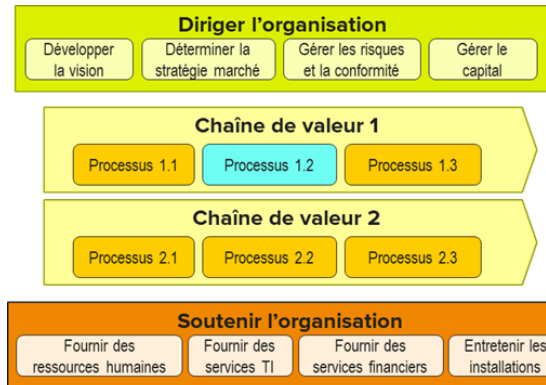 Diriger l'organisation
Développer
la vision
Déterminer la
stratégie marché
Gérer les risques
et la conformité
Gérer le
capital
Chaîne de valeur 1
Processus 1.1
Processus 1.2
Processus 1.3
Chaîne de valeur 2
Processus 2.1
Processus 2.2
Processus 2.3
Soutenir l'organisation
Fournir des
ressources humaines
Fournir des
services TI
Fournir des
services financiers
Entretenir les
installations